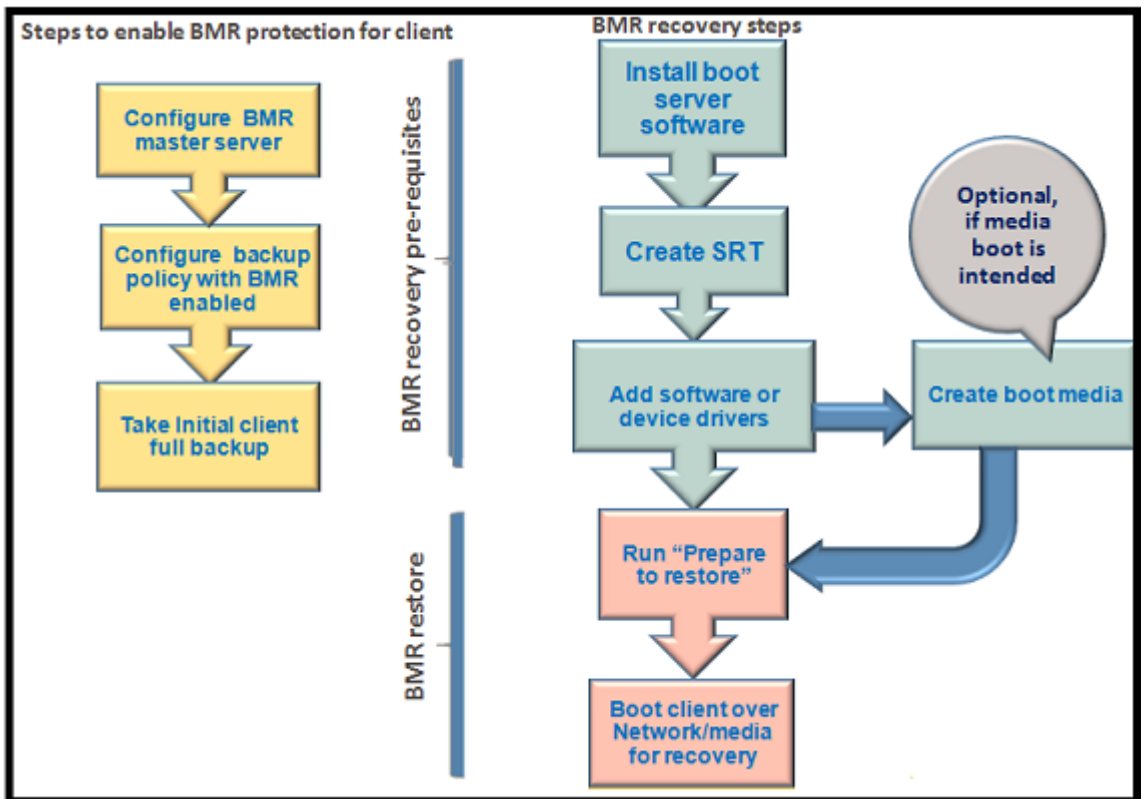 Steps to enable BMR protection for client
Configure BMR
master server
Configure backup
policy with BMR
enabled
Take Initial client
full backup
BMR recovery pre-requisites
BMR restore
BMR recovery steps
Install boot
server
software
Create SRT
Add software or
device drivers
Optional,
if media
boot is
intended
Create boot media
Run “Prepare
to restore”
Boot client over
Network/media
for recovery